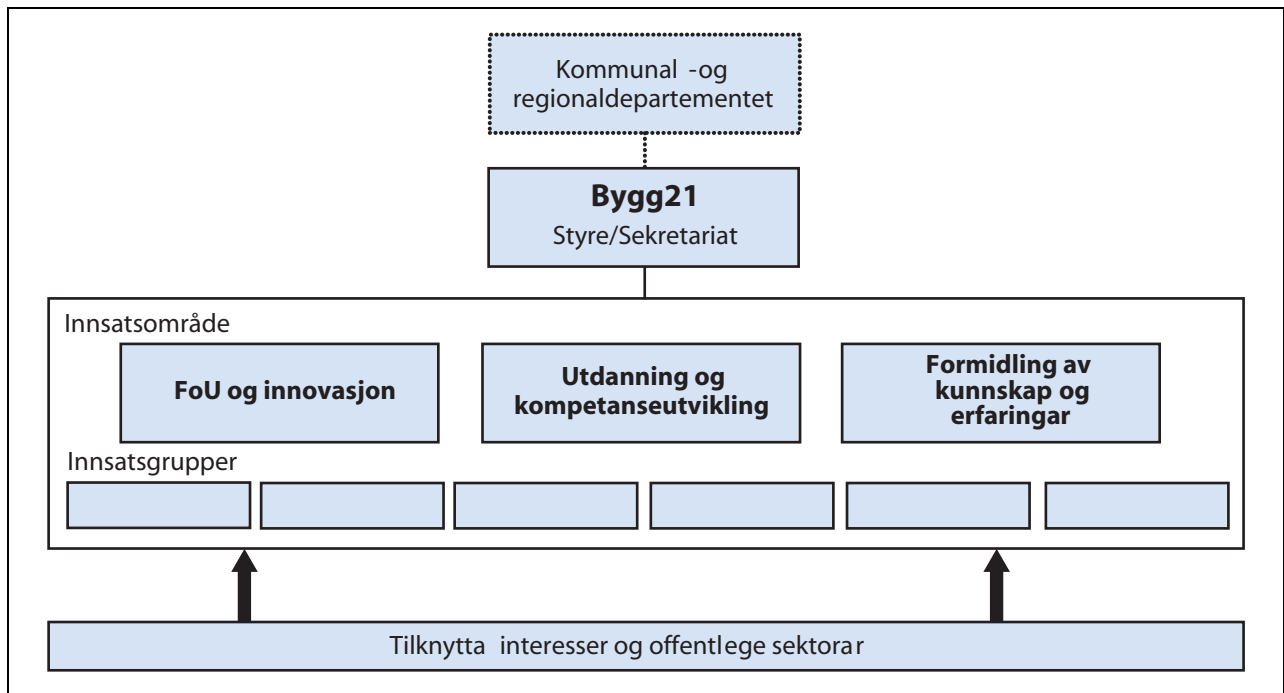 Kommunal -og
regionaldepartementet
Bygg21
Styre/Sekretariat
Innsatsområde
FoU og innovasjon
Utdanning og
kompetanseutvikling
Formidling av
kunnskap og
erfaringar
Innsatsgrupper
Tilknytta interesser og offentlege sektorar